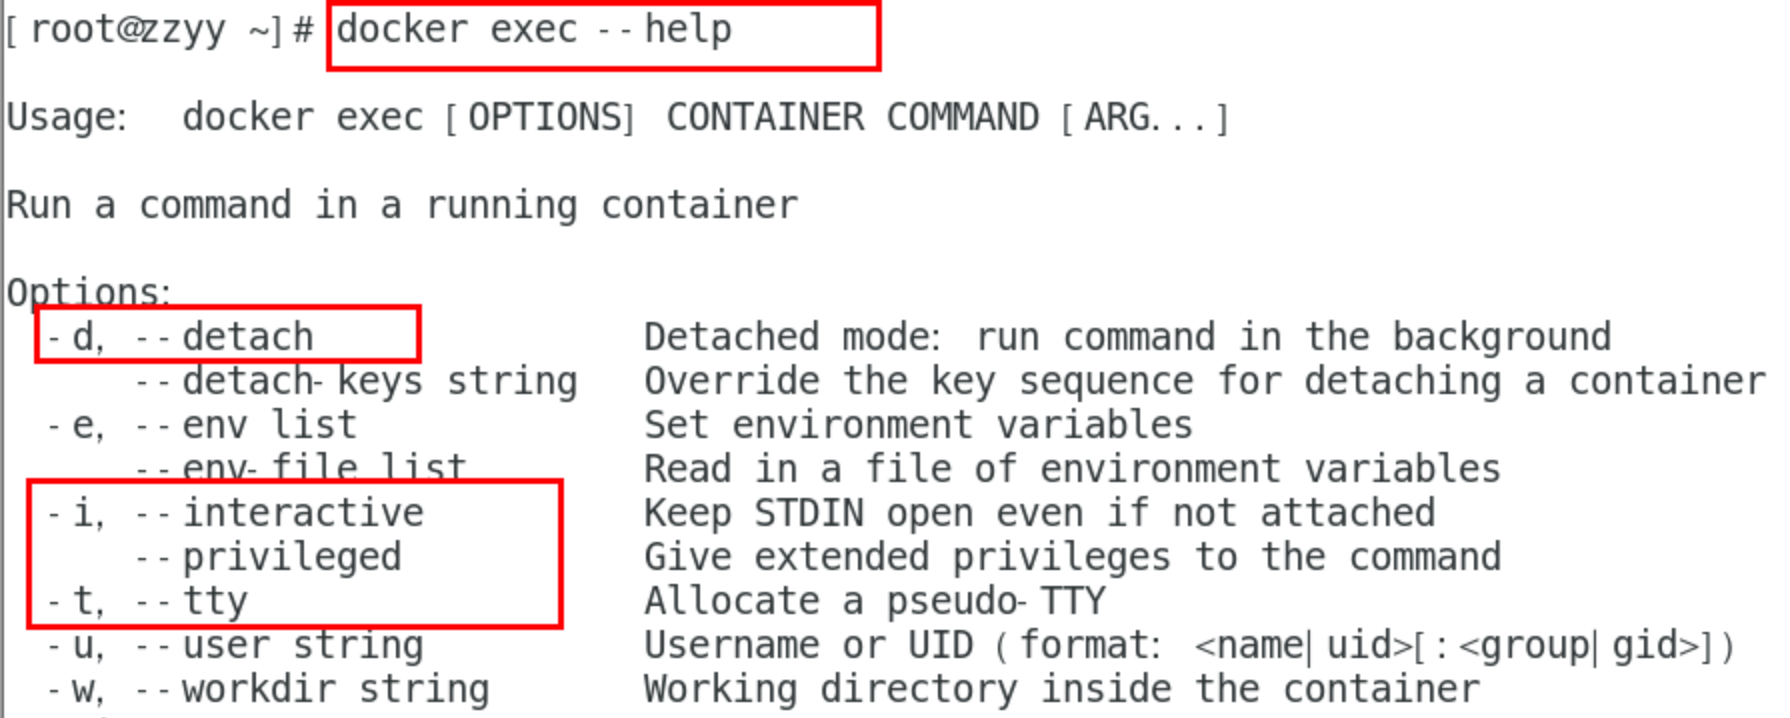 [root@zzyy ~]# docker exec --help
Usage:  docker exec [OPTIONS] CONTAINER COMMAND [ARG...]
Run a command in a running container
Options:
  -d, --detach               Detached mode: run command in the background
      --detach-keys string   Override the key sequence for detaching a container
  -e, --env list             Set environment variables
      --env-file list        Read in a file of environment variables
  -i, --interactive          Keep STDIN open even if not attached
      --privileged           Give extended privileges to the command
  -t, --tty                  Allocate a pseudo-TTY
  -u, --user string          Username or UID (format: <name|uid>[:<group|gid>])
  -w, --workdir string       Working directory inside the container